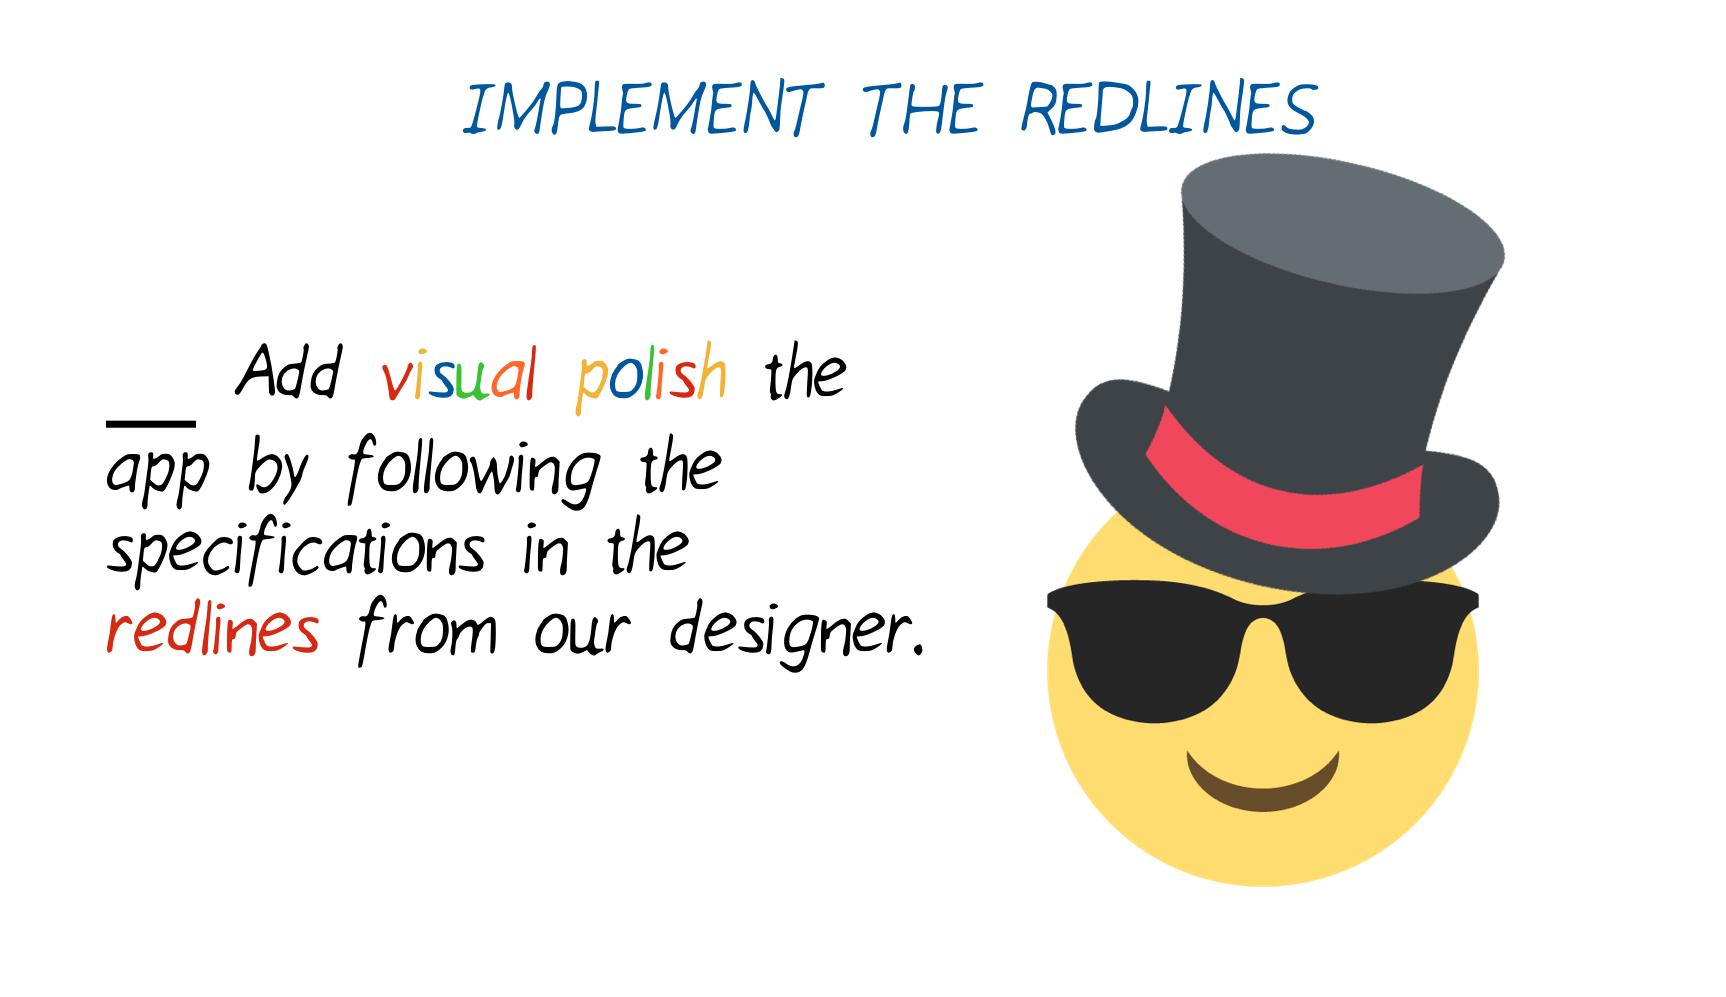 IMPLEMENT THE REDLINES
___ Add visual polish the
app by following the
specifications in the
redlines from our designer.